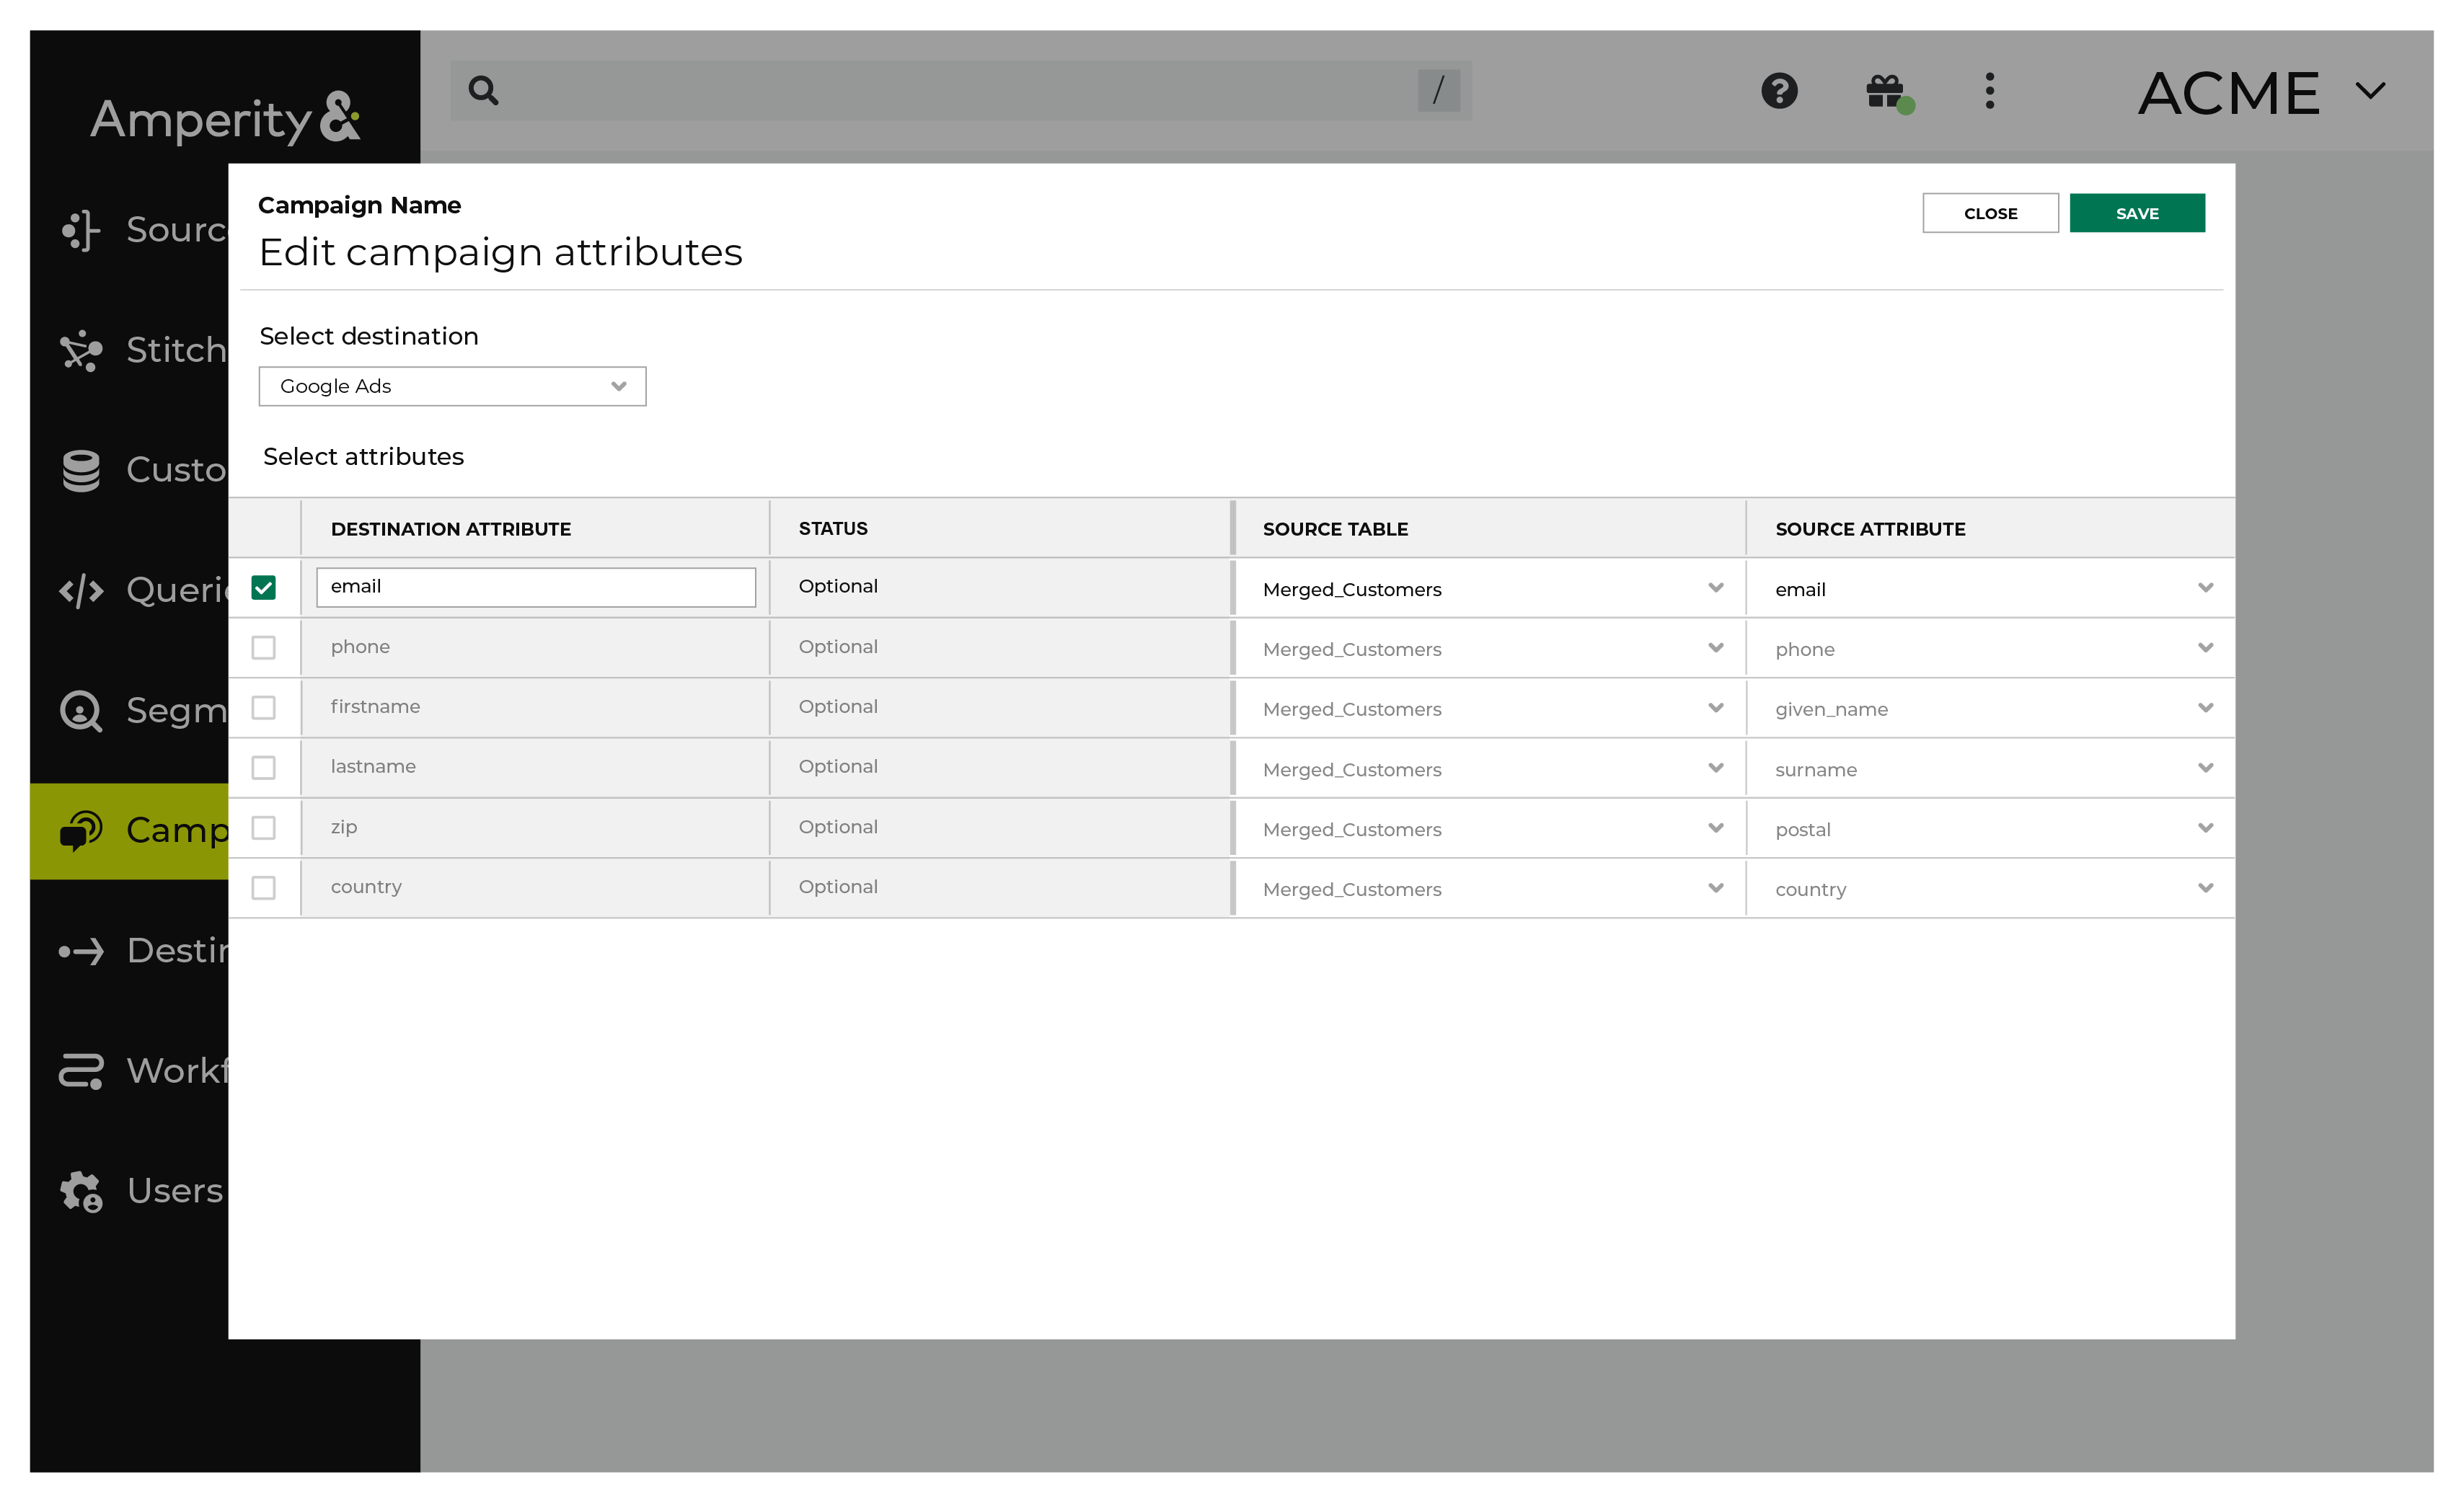 Amperity&
/
ACME
Sourc
Stitch
Custo
Queri
Segm
Camp
Destin
Workf
Users
Campaign Name
CLOSE
SAVE
Edit campaign attributes
Select destination
Google Ads
Select attributes
DESTINATION ATTRIBUTE STATUS SOURCE TABLE SOURCE ATTRIBUTE
email Optional Merged_Customers email
phone Optional Merged_Customers phone
firstname Optional Merged_Customers given_name
lastname Optional Merged_Customers surname
zip Optional Merged_Customers postal
country Optional Merged_Customers country